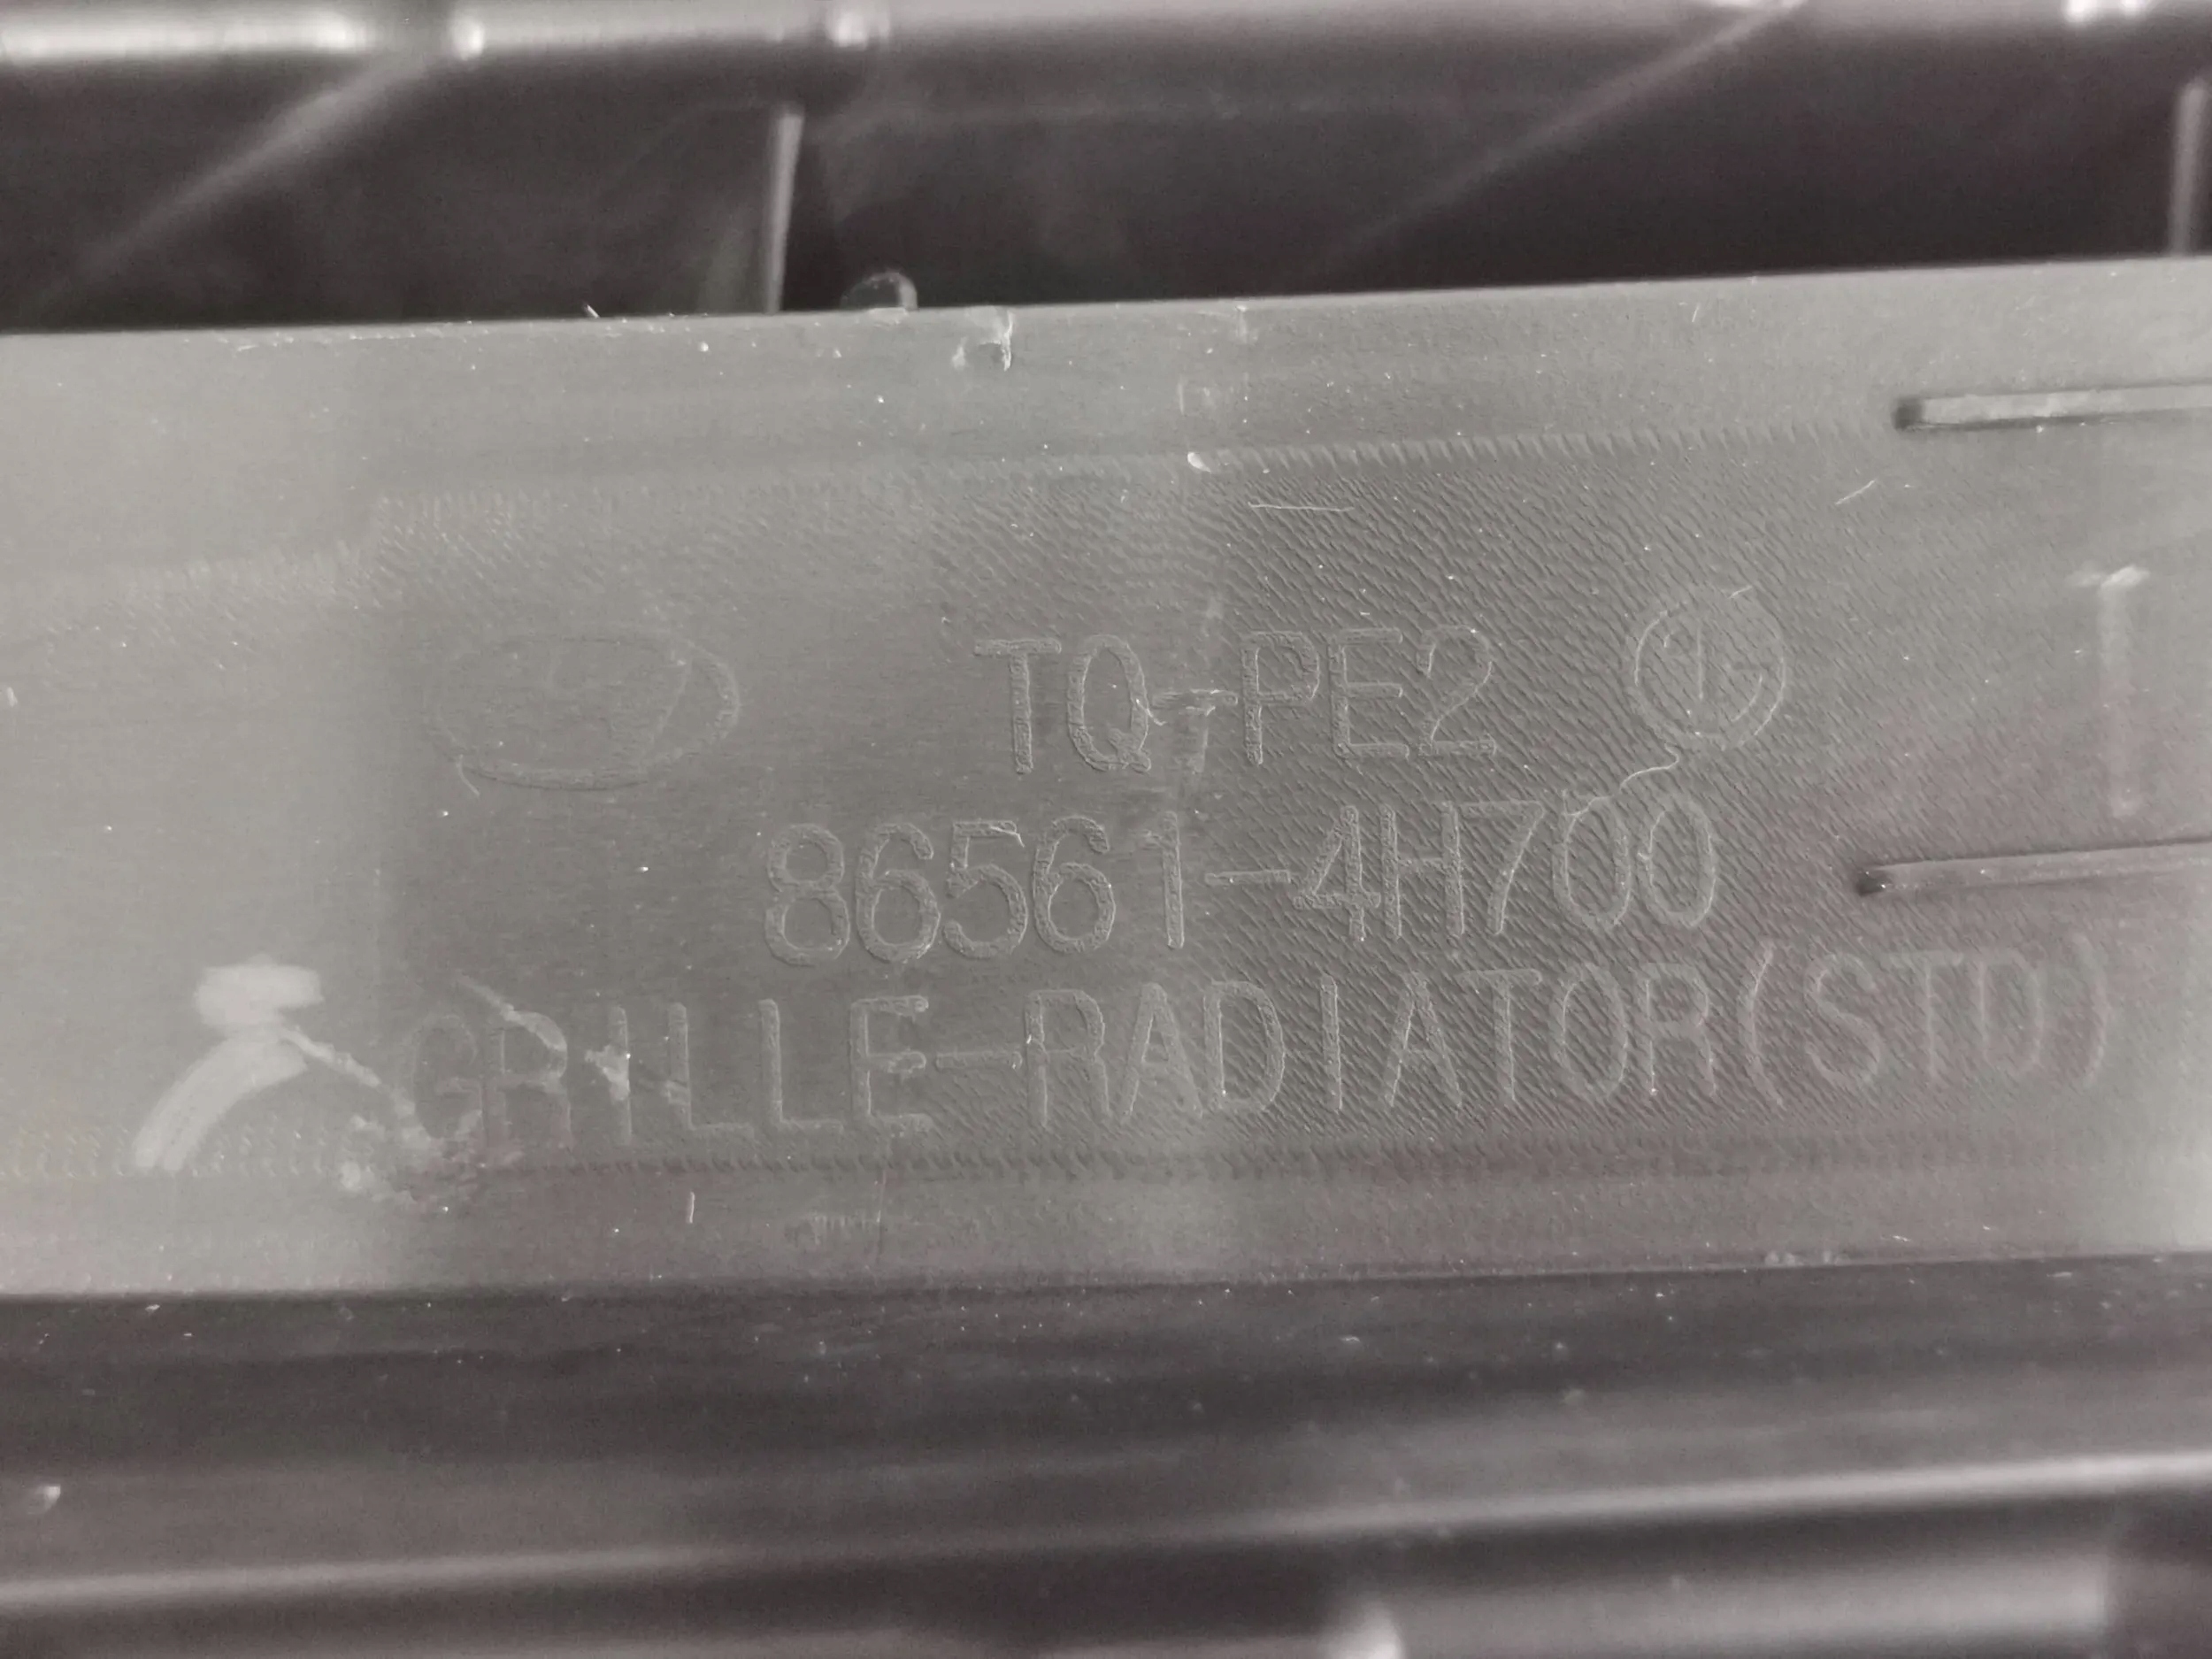 TQ-PE2
86561-4H700
GRILLE-RADIATOR(STD)